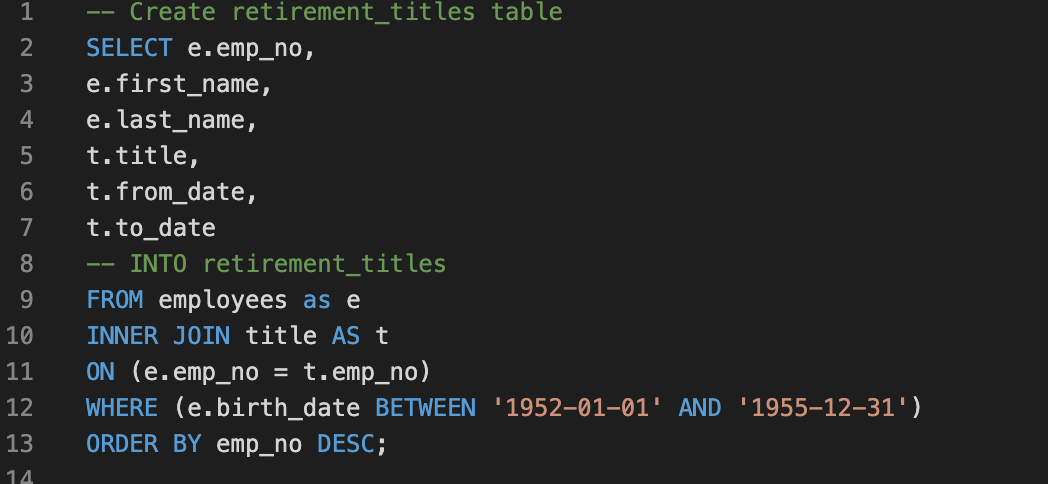 1 -- Create retirement_titles table
2 SELECT e.emp_no,
3 e.first_name,
4 e.last_name,
5 t.title,
6 t.from_date,
7 t.to_date
8 -- INTO retirement_titles
9 FROM employees as e
10 INNER JOIN title AS t
11 ON (e.emp_no = t.emp_no)
12 WHERE (e.birth_date BETWEEN '1952-01-01' AND '1955-12-31')
13 ORDER BY emp_no DESC;
14